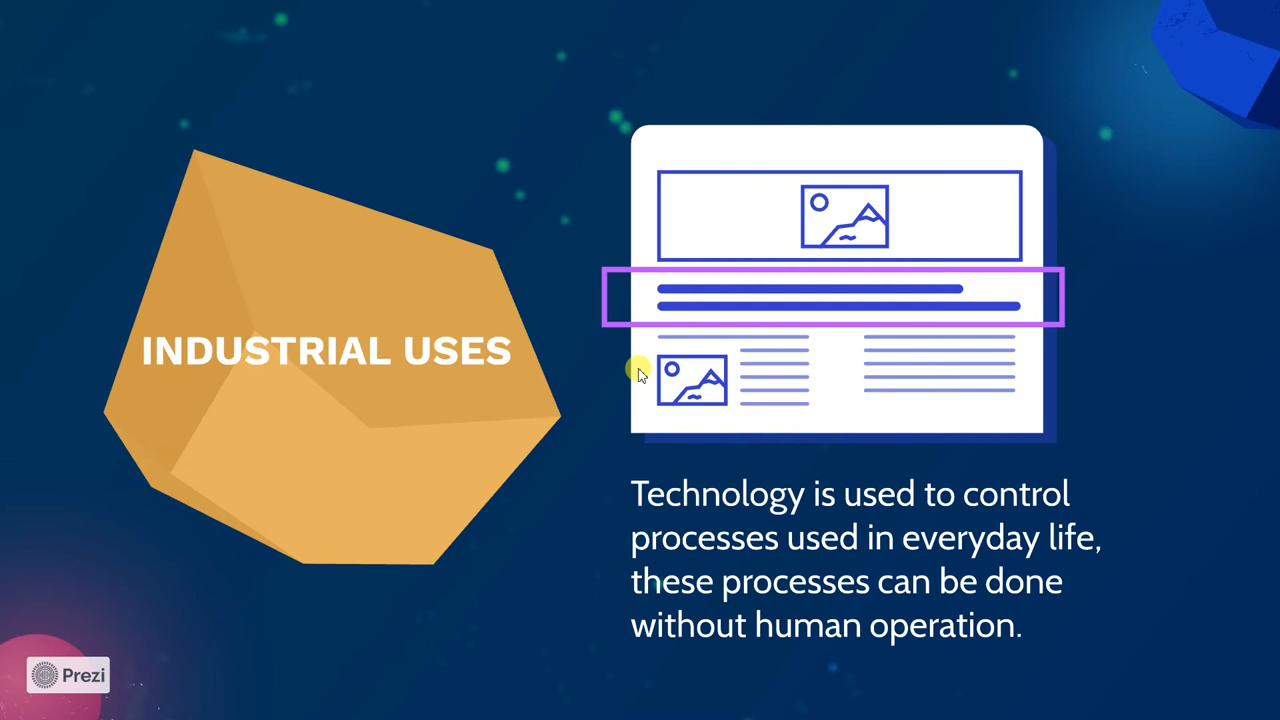 INDUSTRIAL USES
Technology is used to control
processes used in everyday life,
these processes can be done
without human operation.
Prezi